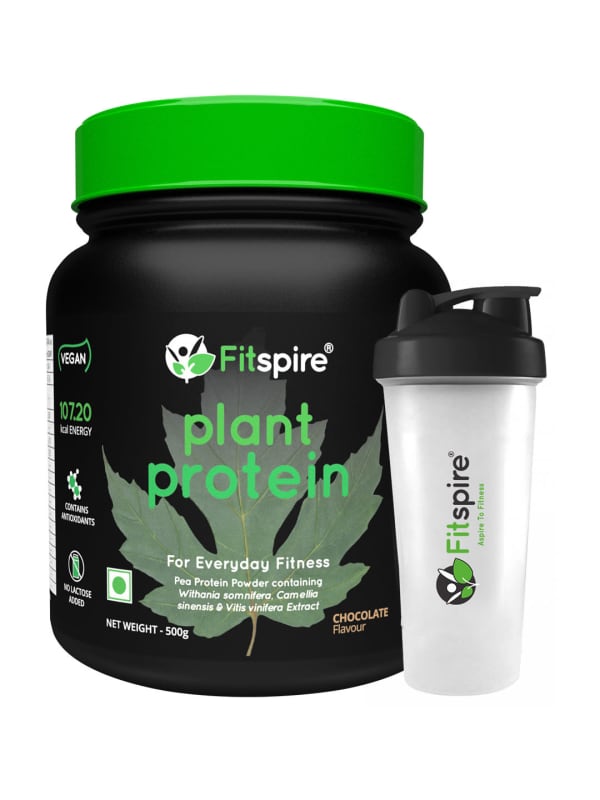 Fitspire®
plant
protein
For Everyday Fitness
Pea Protein Powder containing
Withania somnifera, Camellia
sinensis & Vitis vinifera Extract
CHOCOLATE
Flavour
NET WEIGHT - 500g
VEGAN
107.20
kcal ENERGY
CONTAINS
ANTIOXIDANTS
NO LACTOSE
ADDED
Fitspire®
Aspire To Fitness